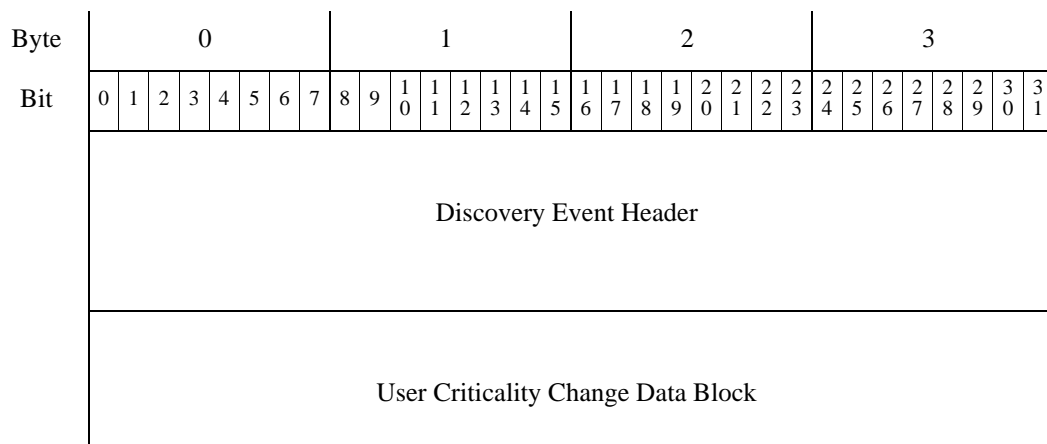 Byte 0 1 2 3
Bit 0 1 2 3 4 5 6 7 8 9 10 11 12 13 14 15 16 17 18 19 20 21 22 23 24 25 26 27 28 29 30 31
Discovery Event Header
User Criticality Change Data Block